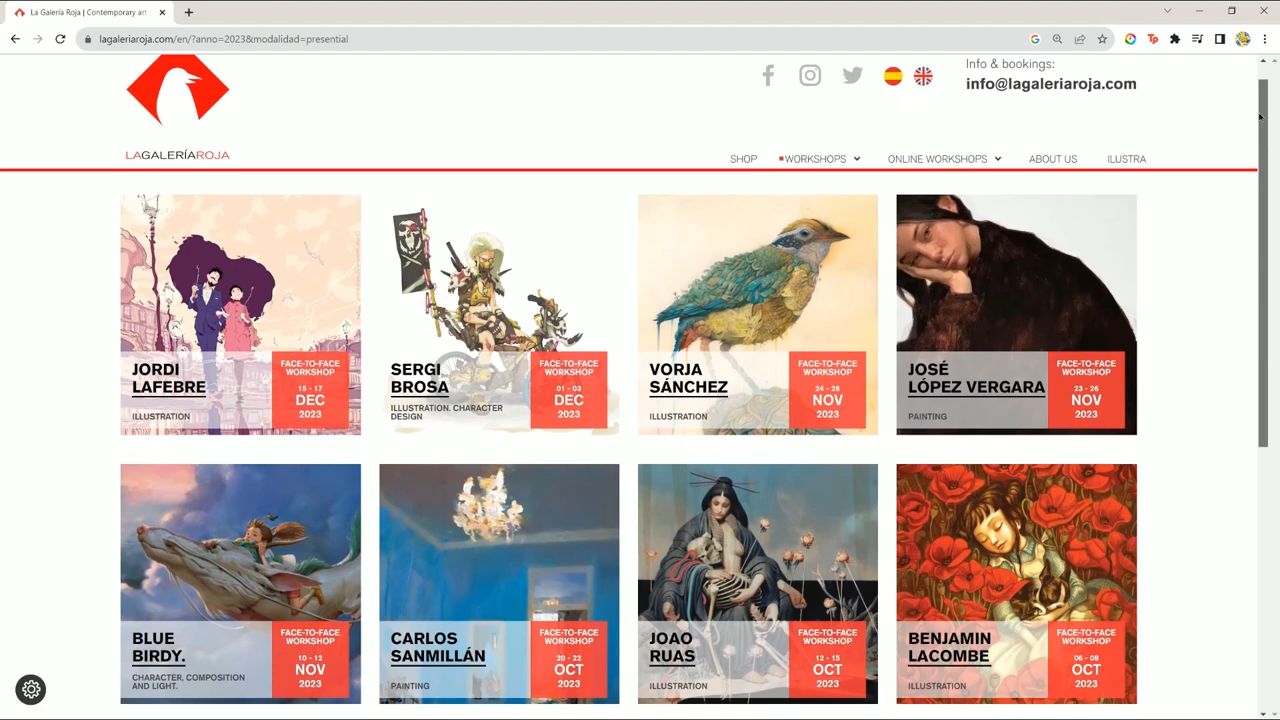 La Galería Roja | Contemporary art
lagaleriaroja.com/en/?anno=2023&modalidad=presential
Info & bookings:
info@lagaleriaroja.com
LAGALERÍAROJA
SHOP
WORKSHOPS
ONLINE WORKSHOPS
ABOUT US
ILUSTRA
JORDI
LAFEBRE
ILLUSTRATION
FACE-TO-FACE
WORKSHOP
15 - 17
DEC
2023
SERGI
BROSA
ILLUSTRATION. CHARACTER
DESIGN
FACE-TO-FACE
WORKSHOP
01 - 03
DEC
2023
VORJA
SÁNCHEZ
ILLUSTRATION
FACE-TO-FACE
WORKSHOP
24 - 26
NOV
2023
JOSÉ
LÓPEZ VERGARA
PAINTING
FACE-TO-FACE
WORKSHOP
23 - 26
NOV
2023
BLUE
BIRDY.
CHARACTER, COMPOSITION
AND LIGHT.
FACE-TO-FACE
WORKSHOP
10 - 12
NOV
2023
CARLOS
SANMILLÁN
PAINTING
FACE-TO-FACE
WORKSHOP
20 - 22
OCT
2023
JOAO
RUAS
ILLUSTRATION
FACE-TO-FACE
WORKSHOP
12 - 15
OCT
2023
BENJAMIN
LACOMBE
ILLUSTRATION
FACE-TO-FACE
WORKSHOP
06 - 08
OCT
2023